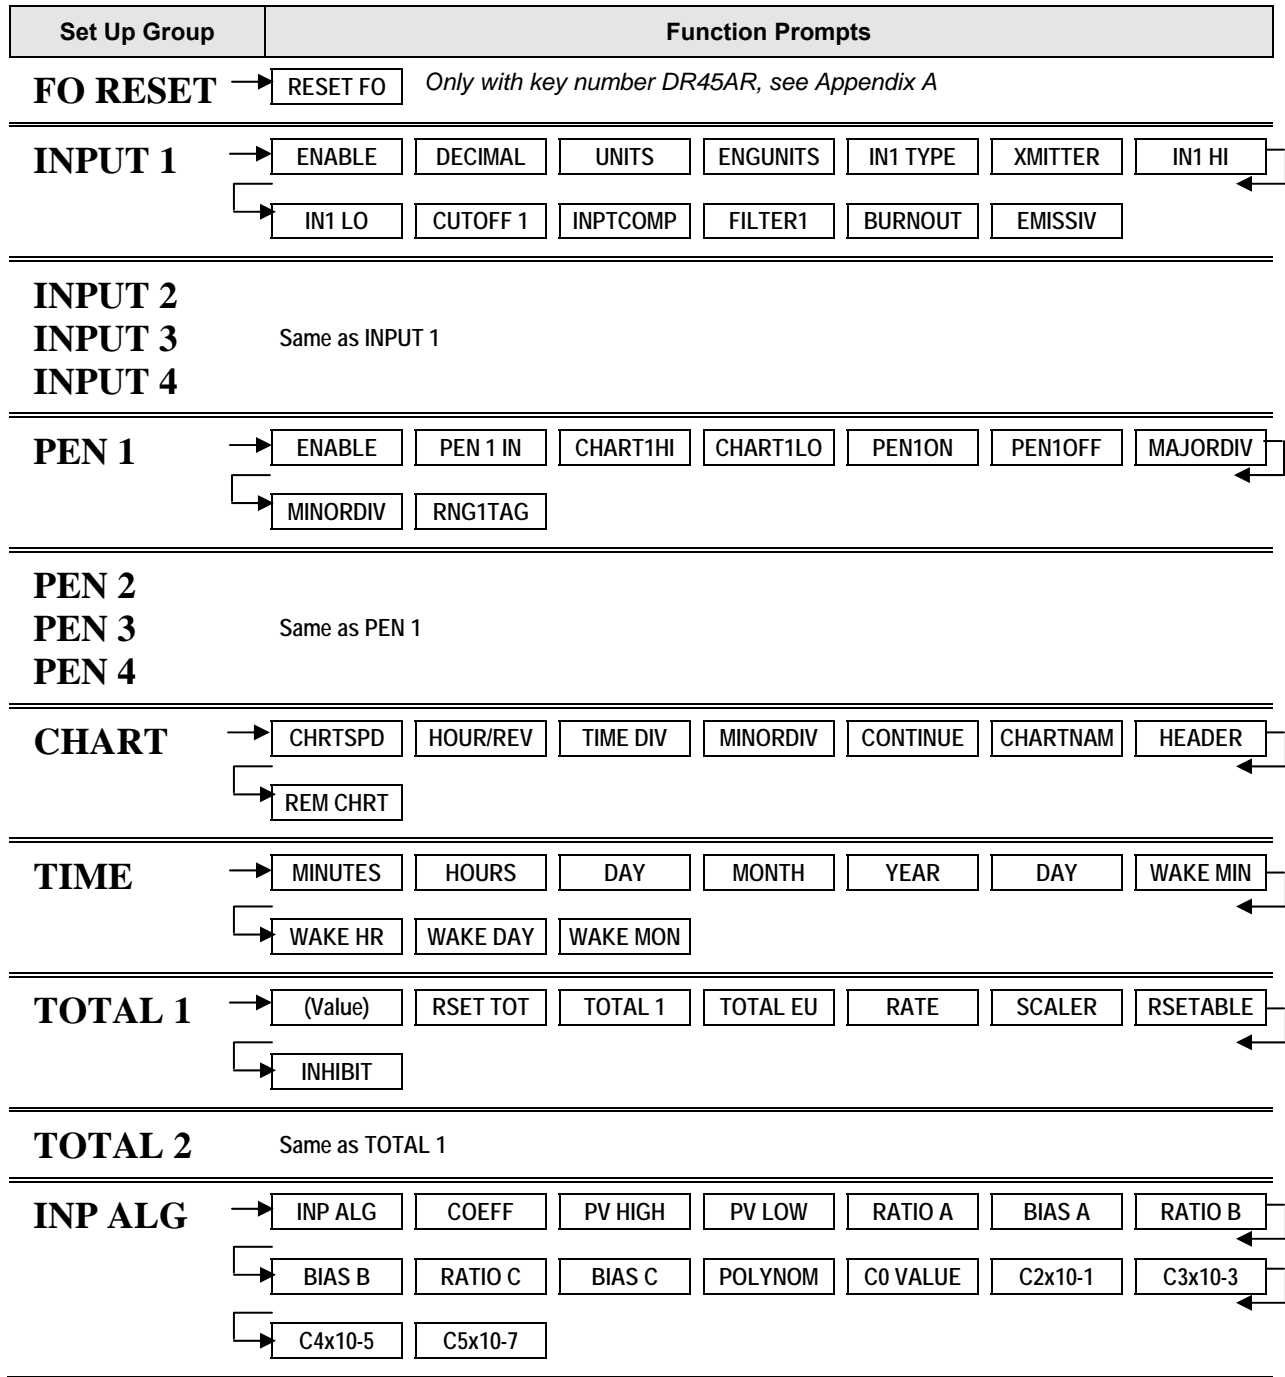 Set Up Group Function Prompts
FO RESET RESET FO Only with key number DR45AR, see Appendix A
INPUT 1 ENABLE DECIMAL UNITS ENGUNITS IN1 TYPE XMITTER IN1 HI
IN1 LO CUTOFF 1 INPTCOMP FILTER1 BURNOUT EMISSIV
INPUT 2
INPUT 3 Same as INPUT 1
INPUT 4
PEN 1 ENABLE PEN 1 IN CHART1HI CHART1LO PEN1ON PEN1OFF MAJORDIV
MINORDIV RNG1TAG
PEN 2
PEN 3 Same as PEN 1
PEN 4
CHART CHRTSPD HOUR/REV TIME DIV MINORDIV CONTINUE CHARTNAM HEADER
REM CHRT
TIME MINUTES HOURS DAY MONTH YEAR DAY WAKE MIN
WAKE HR WAKE DAY WAKE MON
TOTAL 1 (Value) RSET TOT TOTAL 1 TOTAL EU RATE SCALER RSETABLE
INHIBIT
TOTAL 2 Same as TOTAL 1
INP ALG INP ALG COEFF PV HIGH PV LOW RATIO A BIAS A RATIO B
BIAS B RATIO C BIAS C POLYNOM C0 VALUE C2x10-1 C3x10-3
C4x10-5 C5x10-7